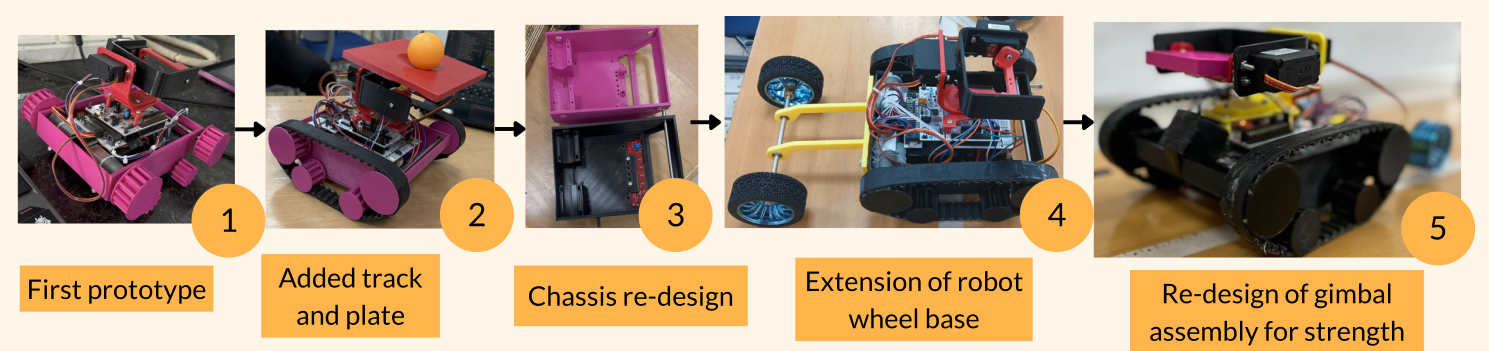 1
2
3
4
5
First prototype
Added track
and plate
Chassis re-design
Extension of robot
wheel base
Re-design of gimbal
assembly for strength